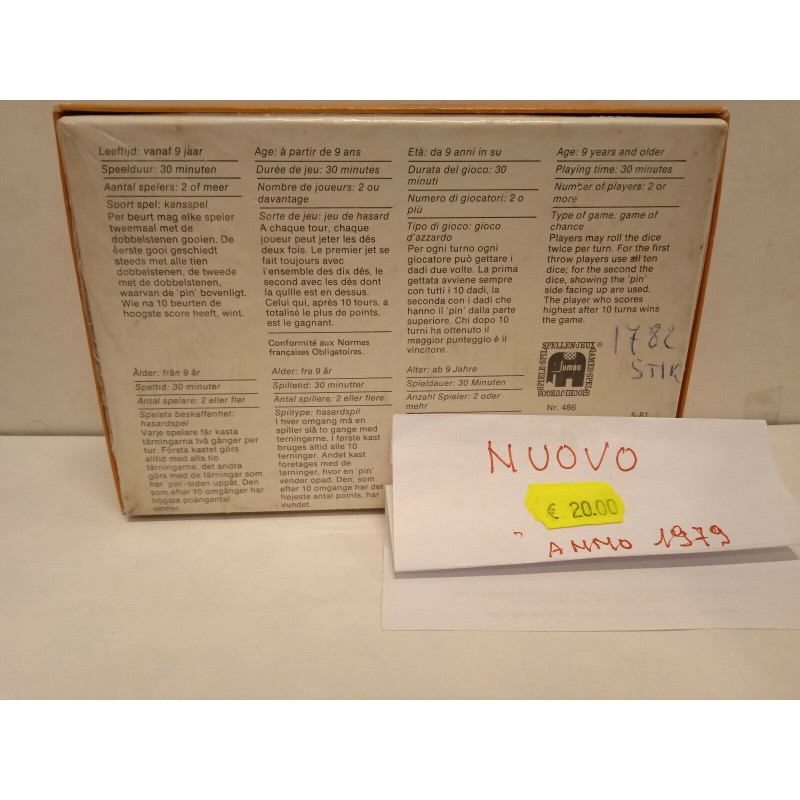 Leeftijd: vanaf 9 jaar
Speelduur: 30 minuten
Aantal spelers: 2 of meer
Soort spel: kansspel
Per beurt mag elke speler
tweemaal met de
dobbelstenen gooien. De
eerste gooi geschiedt
steeds met alle tien
dobbelstenen, de tweede
met de dobbelstenen,
waarvan de 'pin' bovenligt.
Wie na 10 beurten de
hoogste score heeft, wint.
Age: à partir de 9 ans
Durée de jeu: 30 minutes
Nombre de joueurs: 2 ou
davantage
Sorte de jeu: jeu de hasard
A chaque tour, chaque
joueur peut jeter les dés
deux fois. Le premier jet se
fait toujours avec
l'ensemble des dix dés, le
second avec les dés dont
la quille est en dessus.
Celui qui, après 10 tours, a
totalisé le plus de points,
est le gagnant.
Conformité aux Normes
françaises Obligatoires.
Età: da 9 anni in su
Durata del gioco: 30
minuti
Numero di giocatori: 2 o
più
Tipo di gioco: gioco
d'azzardo
Per ogni turno ogni
giocatore può gettare i
dadi due volte. La prima
gettata avviene sempre
con tutti i 10 dadi, la
seconda con i dadi che
hanno il 'pin' dalla parte
superiore. Chi dopo 10
turni ha ottenuto il
maggior punteggio è il
vincitore.
Age: 9 years and older
Playing time: 30 minutes
Number of players: 2 or
more
Type of game: game of
chance
Players may roll the dice
twice per turn. For the first
throw players use all ten
dice; for the second the
dice, showing the 'pin'
side facing up are used.
The player who scores
highest after 10 turns wins
the game.
1782
STIK
SPELLEN·JEUX
Jumbo
Nr. 486
5-81
Ålder: från 9 år
Speltid: 30 minuter
Antal spelare: 2 eller fler
Spelets beskaffenhet:
hasardspel
Varje spelare får kasta
tärningarna två gånger per
tur. Första kastet görs
alltid med alla tio
tärningarna, det andra
görs med de tärningar som
har 'pin'-siden uppåt. Den
som efter 10 omgånger har
högsta poängantal
vinner.
Alder: fra 9 år
Spilletid: 30 minutter
Antal spillere: 2 eller flere
Spiltype: hasardspil
I hver omgang må en
spiller slå to gange med
terningerne. I første kast
bruges altid alle 10
terninger. Andet kast
foretages med de
terninger, hvor en 'pin'
vender opad. Den, som
efter 10 omgange har det
højeste antal points, har
vundet.
Alter: ab 9 Jahre
Spieldauer: 30 Minuten
Anzahl Spieler: 2 oder
mehr
NUOVO
€ 20.00
ANNO 1979